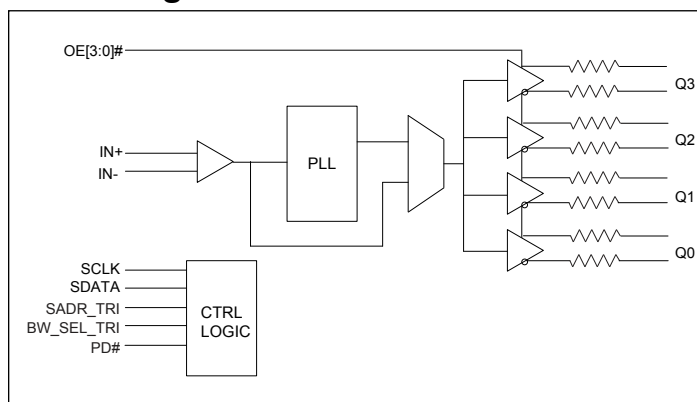 OE[3:0]#
Q3
IN+
IN-
PLL
Q2
Q1
Q0
SCLK
SDATA
SADR_TRI
BW_SEL_TRI
PD#
CTRL
LOGIC